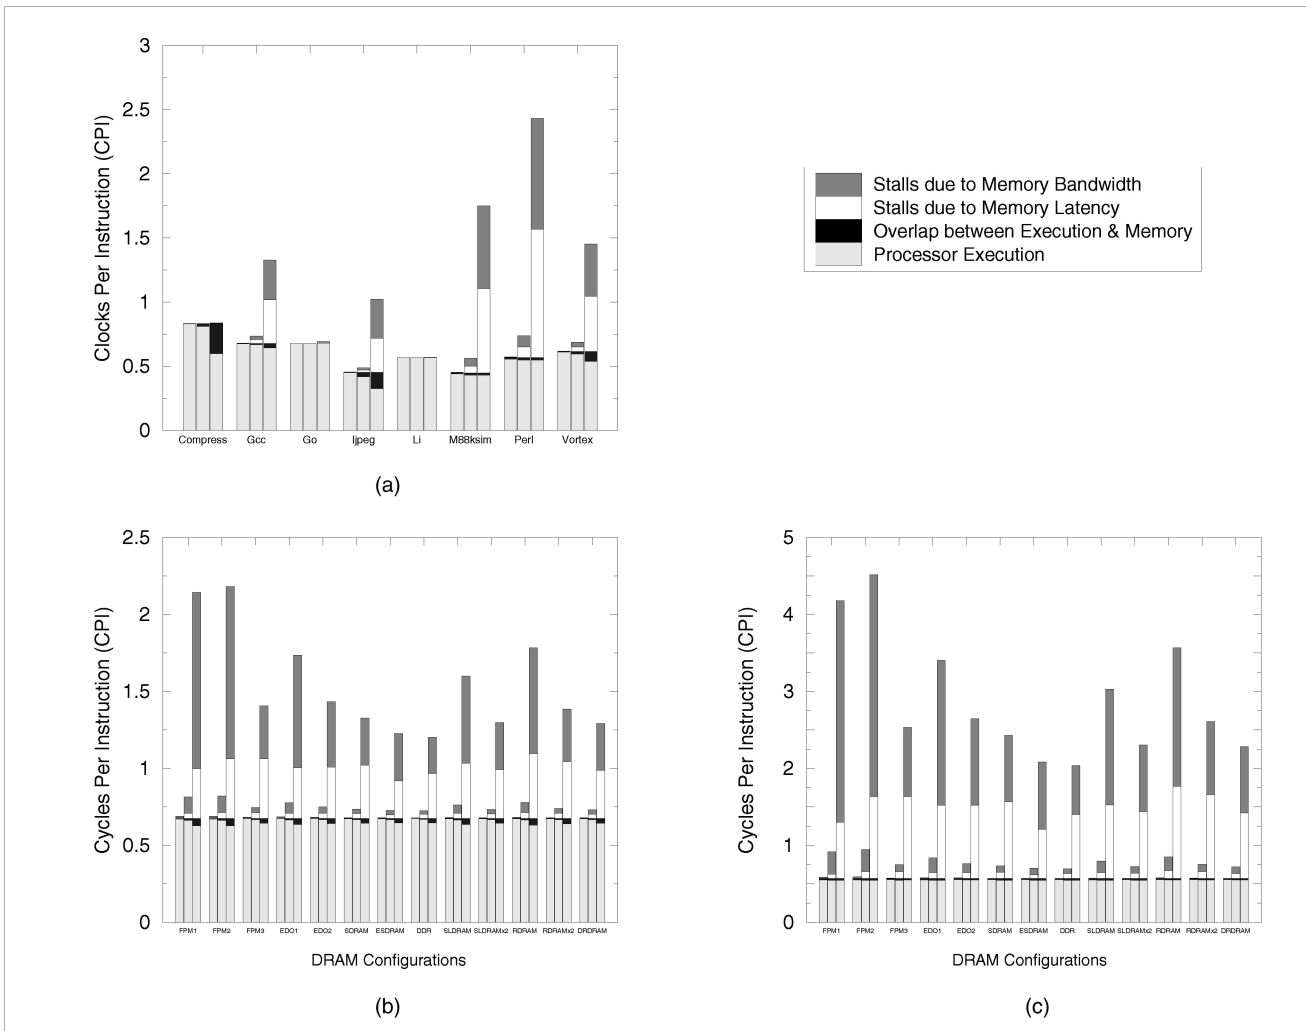 3
2.5
2
1.5
1
0.5
0
Clocks Per Instruction (CPI)
Compress Gcc Go Ijpeg Li M88ksim Perl Vortex
(a)
Stalls due to Memory Bandwidth
Stalls due to Memory Latency
Overlap between Execution & Memory
Processor Execution
2.5
2
1.5
1
0.5
0
Cycles Per Instruction (CPI)
FPM1 FPM2 FPM3 EDO1 EDO2 SDRAM ESDRAM DDR SLDRAM SLDRAMx2 RDRAM RDRAMx2 DRDRAM
DRAM Configurations
(b)
5
4
3
2
1
0
Cycles Per Instruction (CPI)
FPM1 FPM2 FPM3 EDO1 EDO2 SDRAM ESDRAM DDR SLDRAM SLDRAMx2 RDRAM RDRAMx2 DRDRAM
DRAM Configurations
(c)